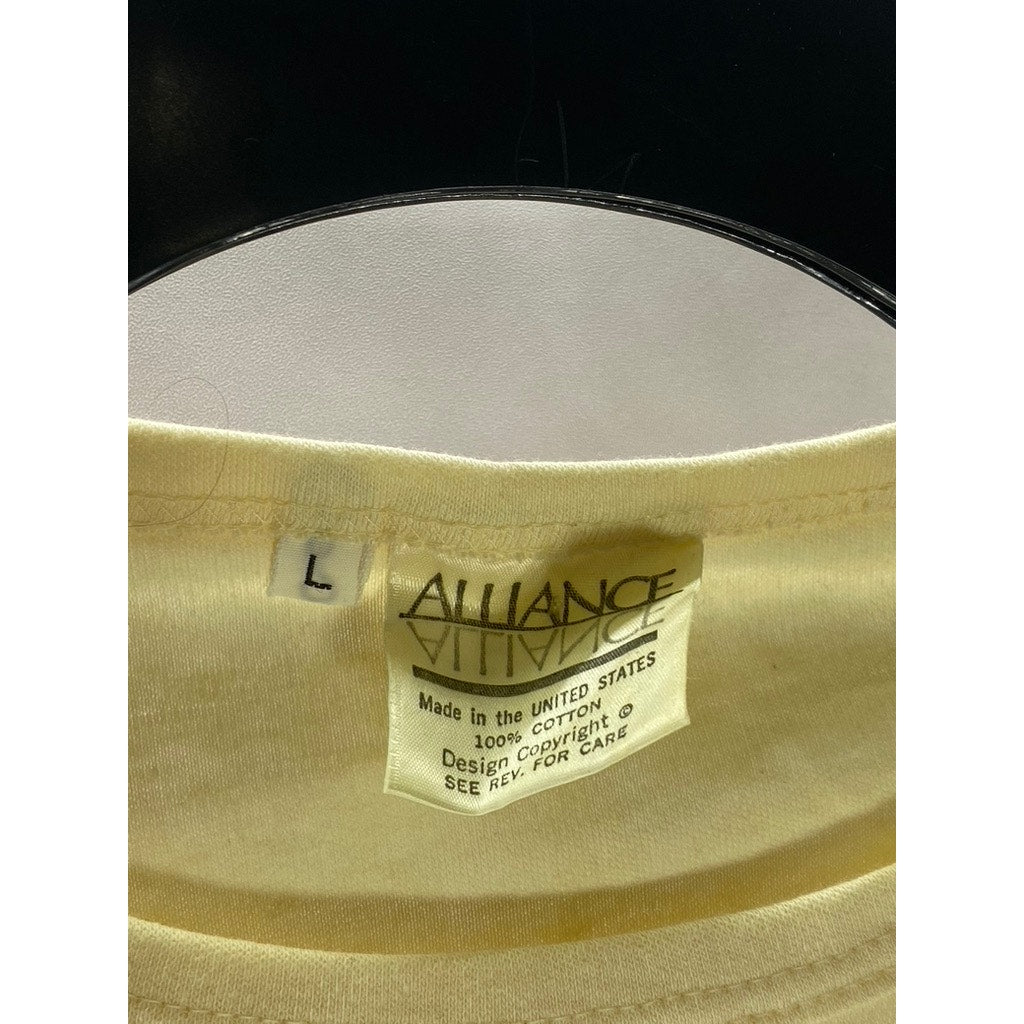 L
ALLIANCE
ALLIANCE
Made in the UNITED STATES
100% COTTON
Design Copyright ©
SEE REV. FOR CARE